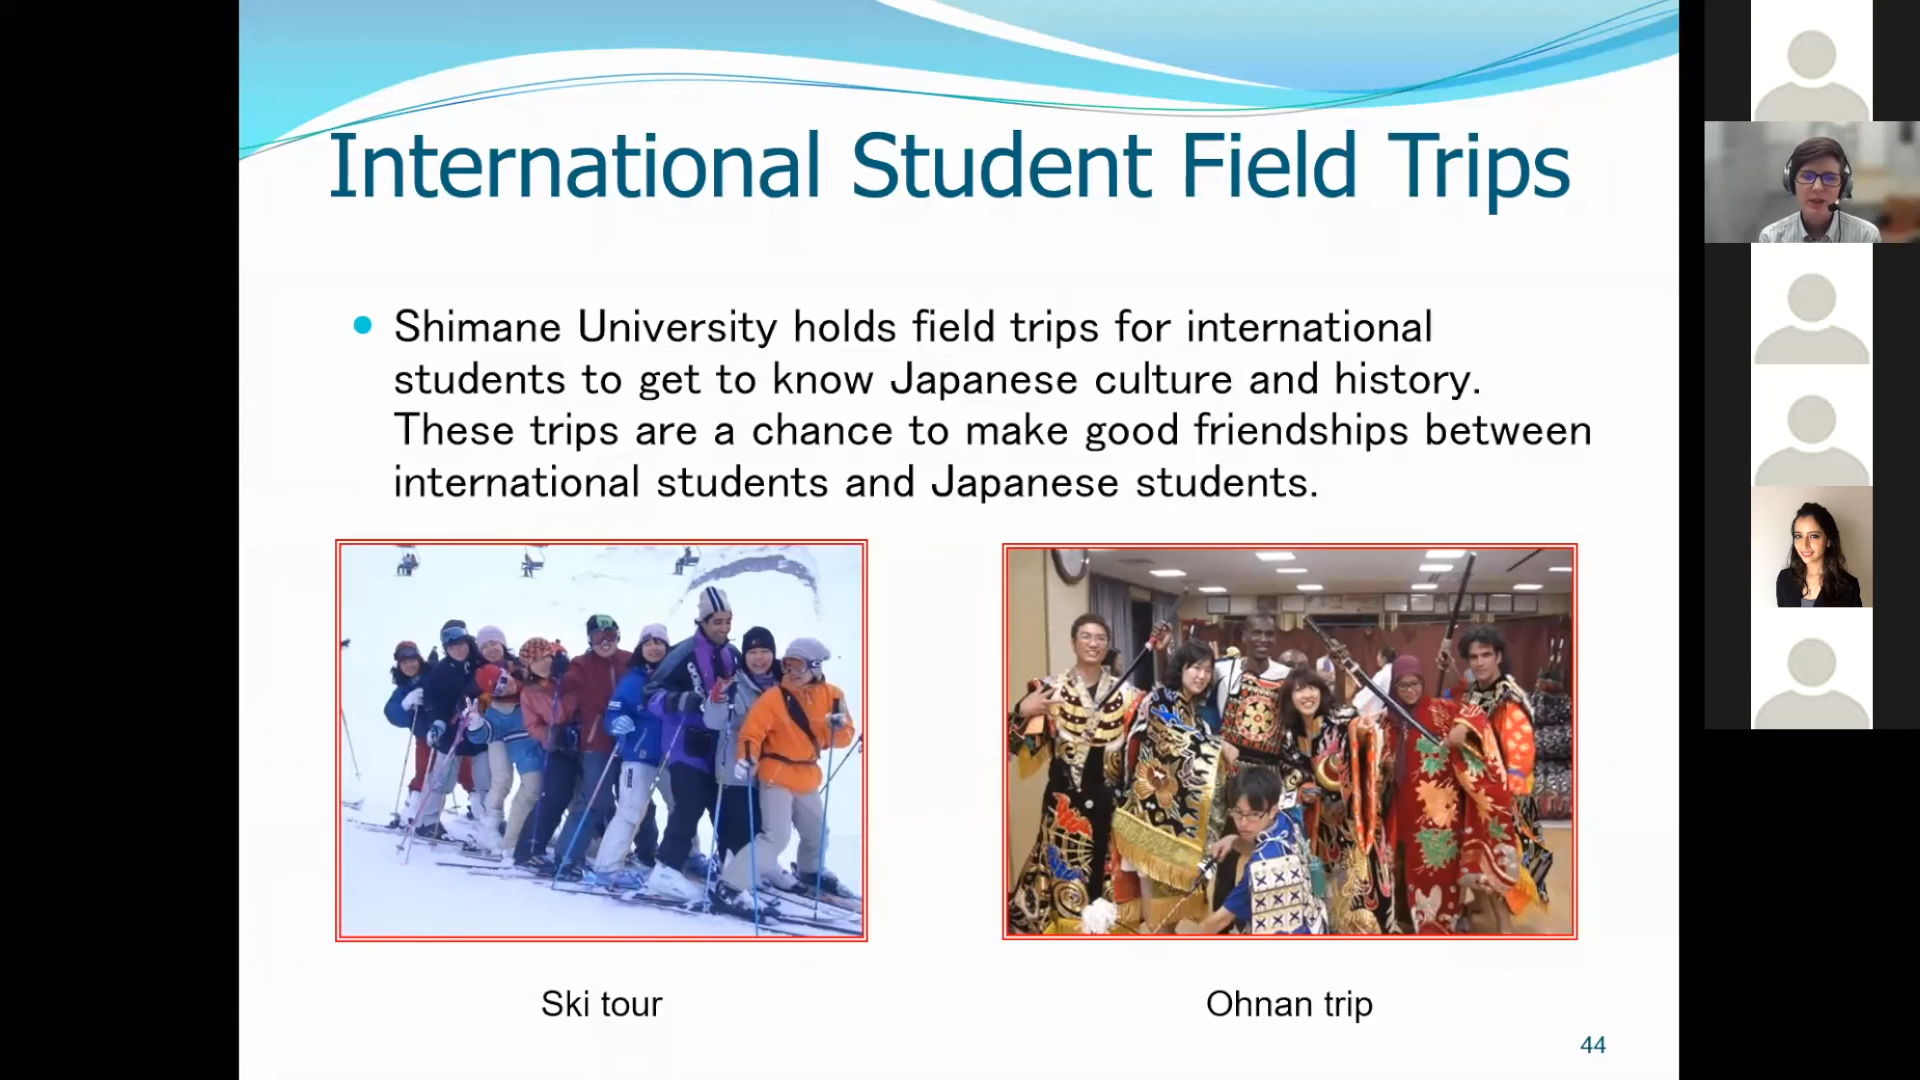 International Student Field Trips
Shimane University holds field trips for international
students to get to know Japanese culture and history.
These trips are a chance to make good friendships between
international students and Japanese students.
Ski tour
Ohnan trip
44